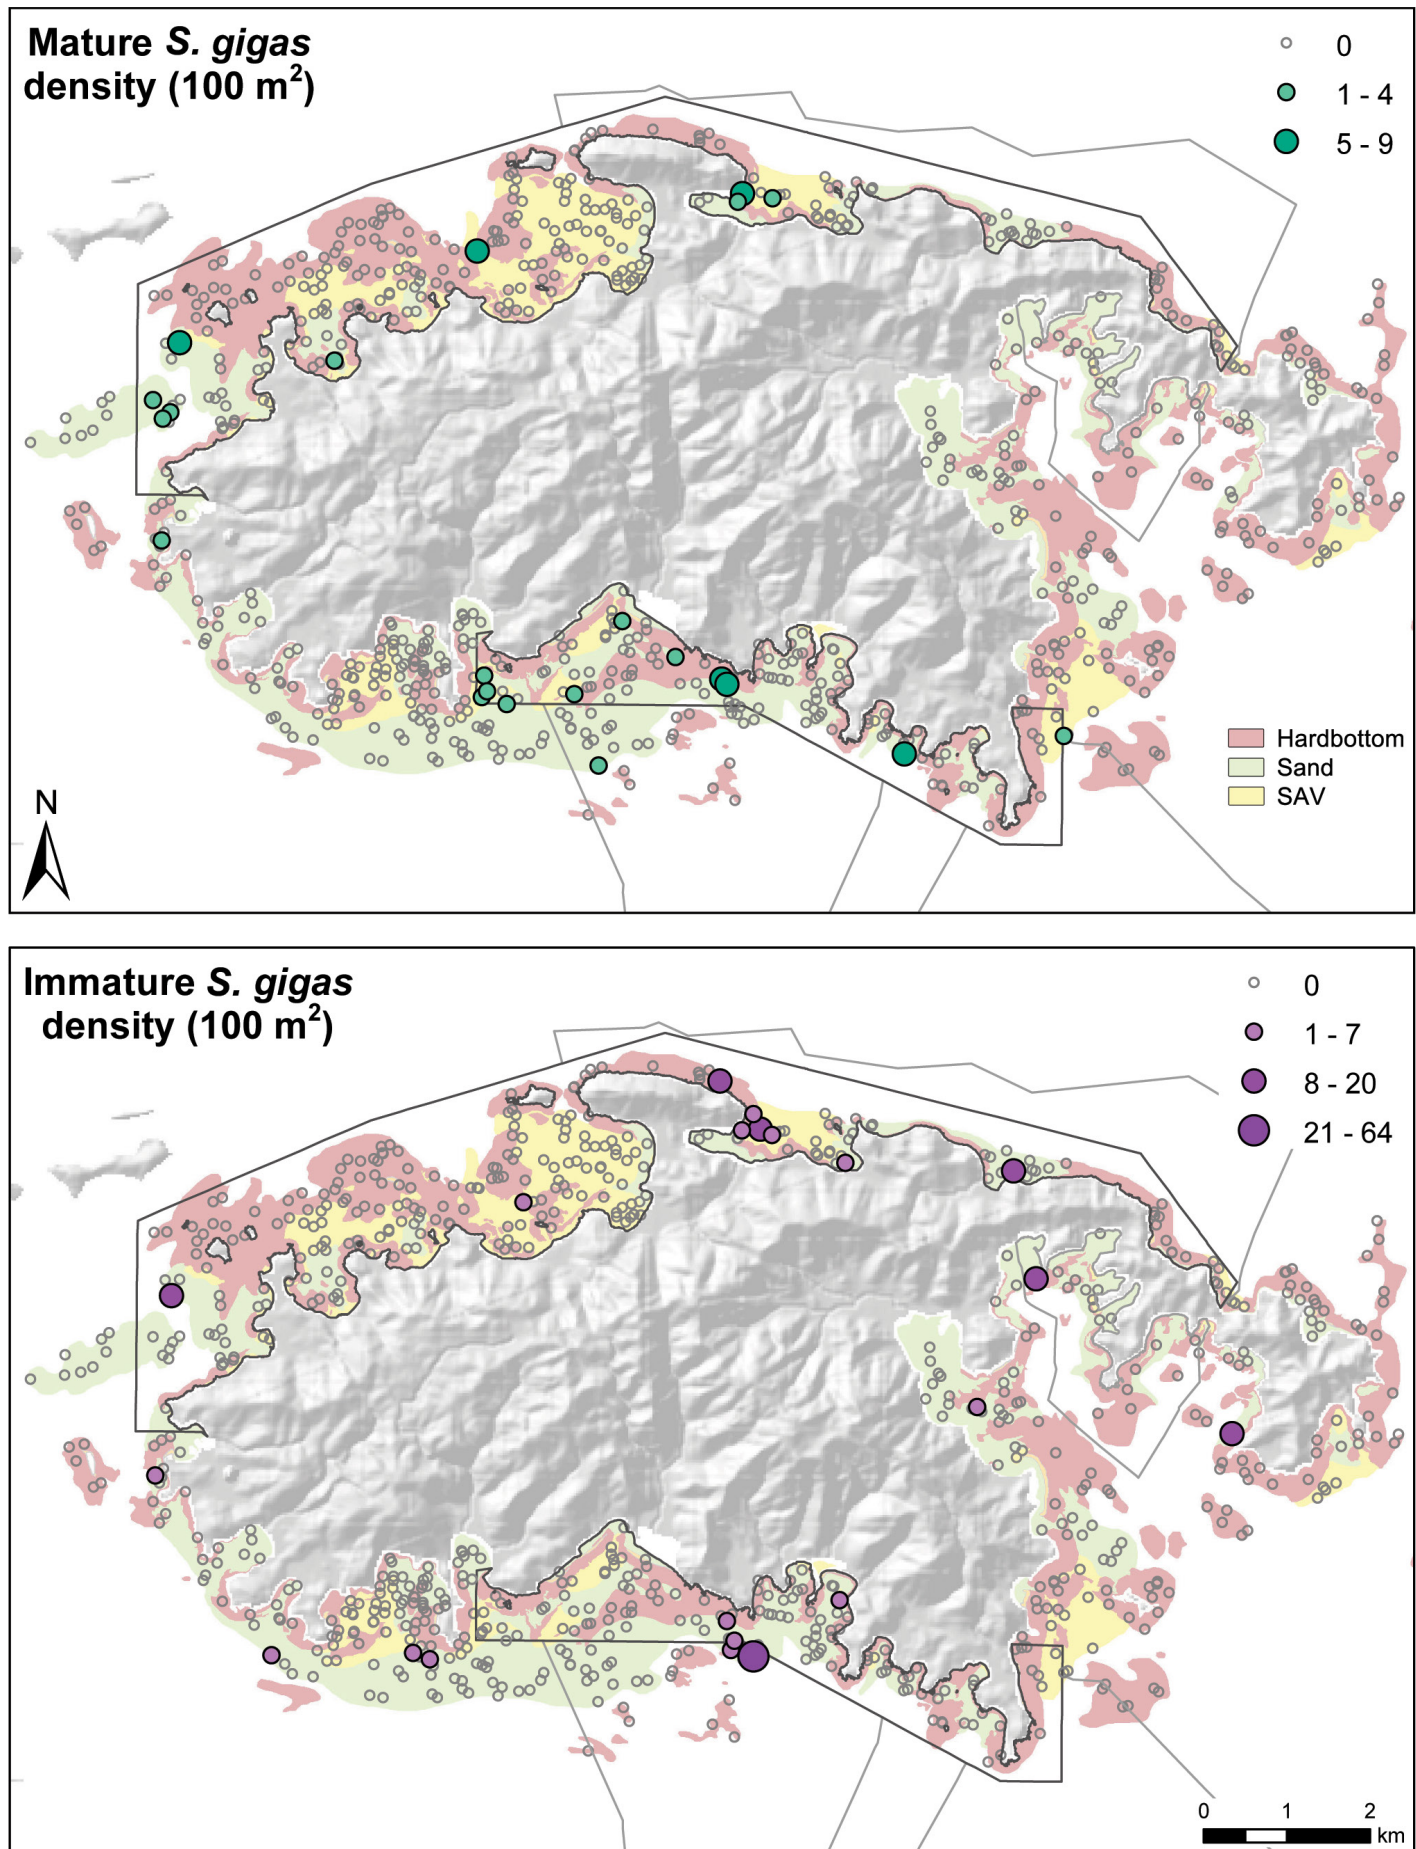 Mature S. gigas
density (100 m²)
0
1 - 4
5 - 9
Hardbottom
Sand
SAV
N
Immature S. gigas
density (100 m²)
0
1 - 7
8 - 20
21 - 64
0 1 2
km